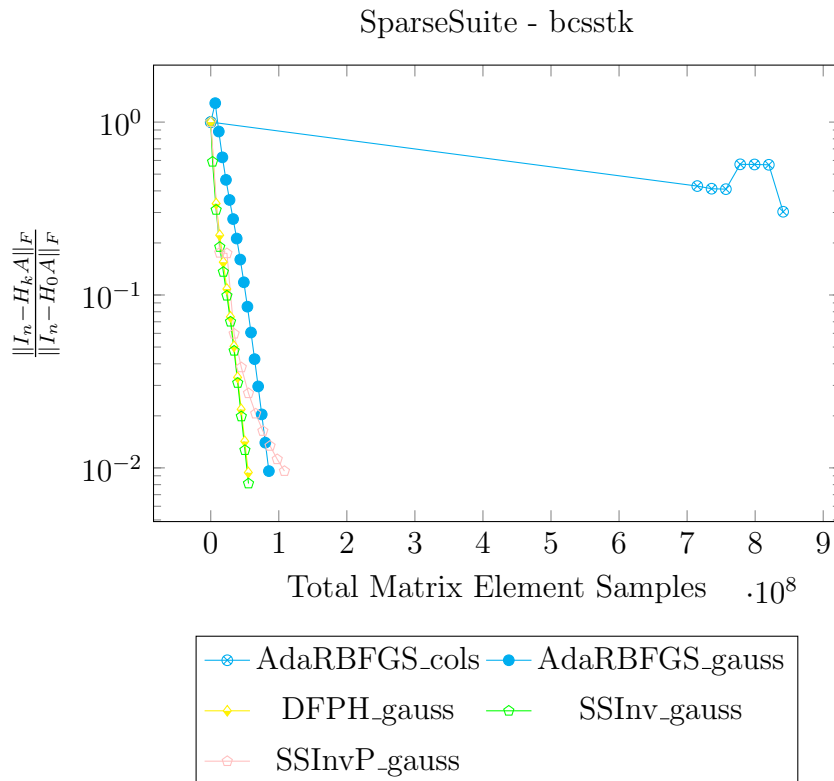 SparseSuite - bcsstk
10^0
10^{-1}
10^{-2}
||I_n-H_kA||_F
||I_n-H_0A||_F
0 1 2 3 4 5 6 7 8 9
Total Matrix Element Samples ·10^8
AdaRBFGS_cols AdaRBFGS_gauss
DFPH_gauss SSInv_gauss
SSInvP_gauss